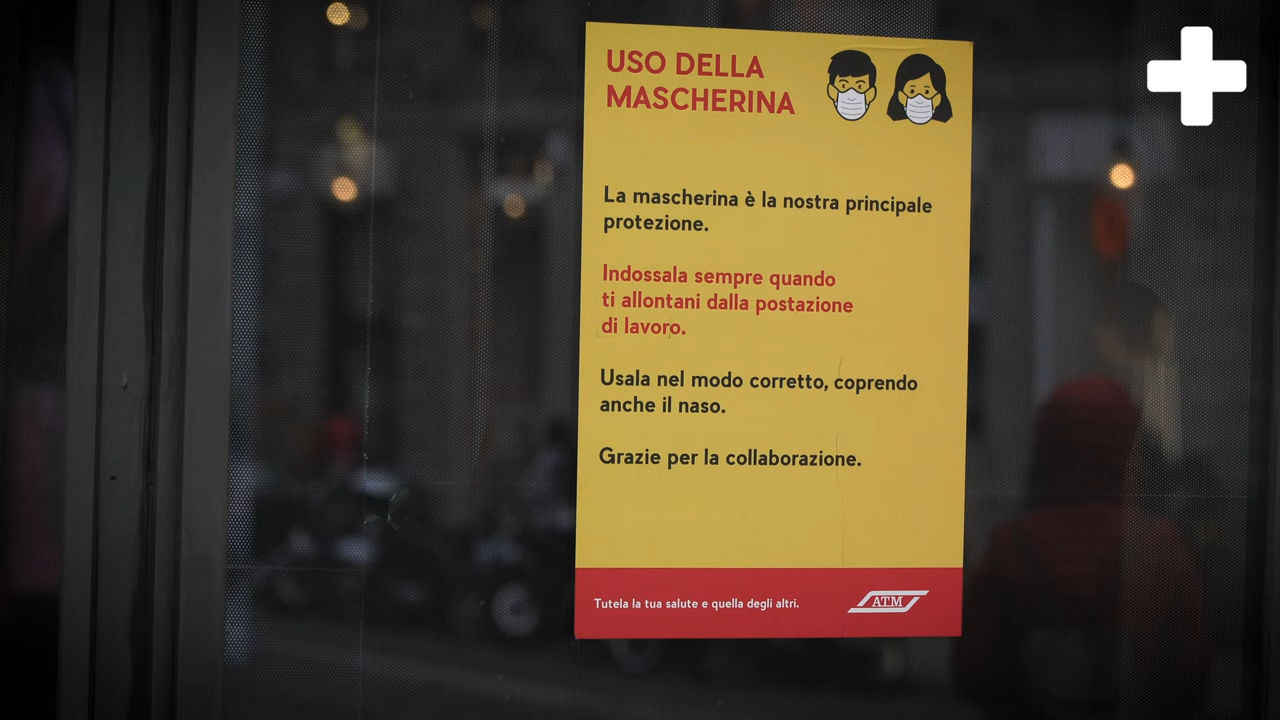 USO DELLA
MASCHERINA
La mascherina è la nostra principale
protezione.
Indossala sempre quando
ti allontani dalla postazione
di lavoro.
Usala nel modo corretto, coprendo
anche il naso.
Grazie per la collaborazione.
Tutela la tua salute e quella degli altri.
ATM